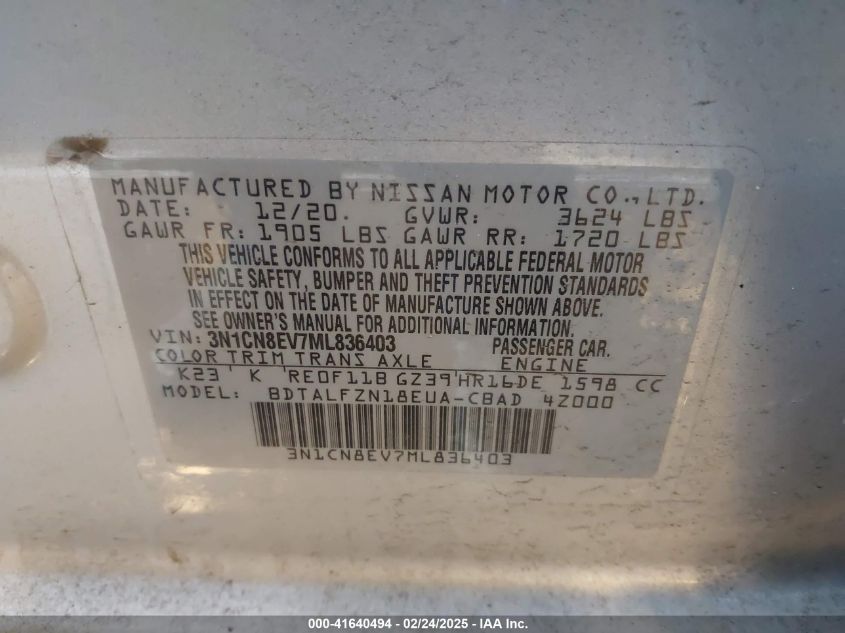 MANUFACTURED BY NISSAN MOTOR CO., LTD.
DATE: 12/20. GVWR: 3624 LBS
GAWR FR: 1905 LBS GAWR RR: 1720 LBS
THIS VEHICLE CONFORMS TO ALL APPLICABLE FEDERAL MOTOR
VEHICLE SAFETY, BUMPER AND THEFT PREVENTION STANDARDS
IN EFFECT ON THE DATE OF MANUFACTURE SHOWN ABOVE.
SEE OWNER'S MANUAL FOR ADDITIONAL INFORMATION.
VIN: 3N1CN8EV7ML836403 PASSENGER CAR.
COLOR TRIM TRANS AXLE ENGINE
K23 K RE0F11B GZ39 HR16DE 1598 CC
MODEL: BDTALFZN18EUA-CBAD 4Z000
3N1CN8EV7ML836403
000-41640494 - 02/24/2025 - IAA Inc.